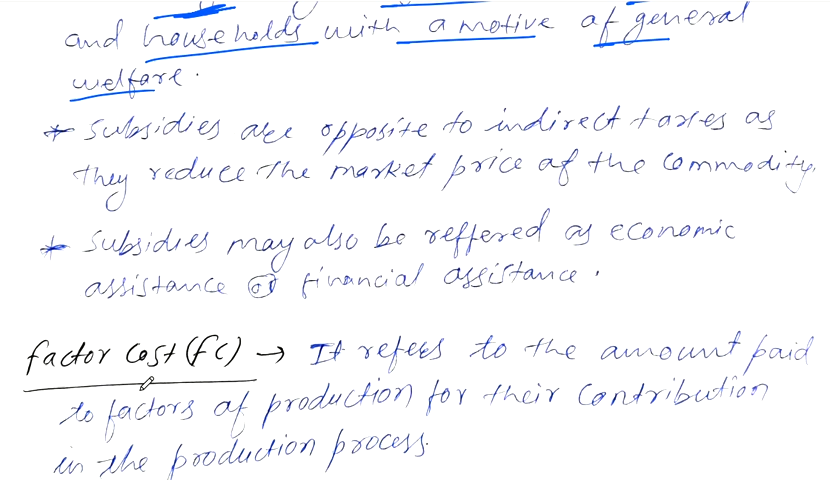 and households with a motive of general
welfare.
* Subsidies are opposite to indirect taxes as
they reduce the market price of the commodity.
* Subsidies may also be reffered as economic
assistance or financial assistance.
factor Cost (FC) → It refers to the amount paid
to factors of production for their contribution
in the production process.